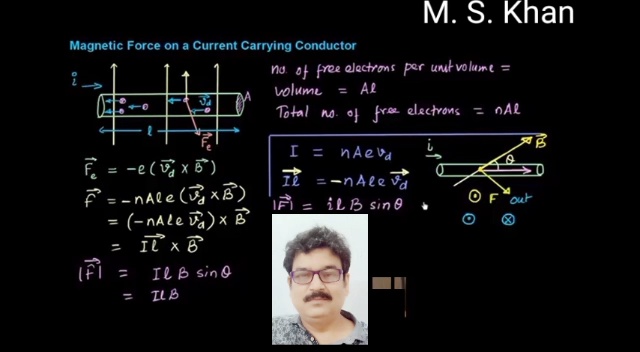 M. S. Khan
Magnetic Force on a Current Carrying Conductor
i
v⃗d
A
l
F⃗e
no. of free electrons per unit volume =
volume = Al
Total no. of free electrons = nAl
I = nAevd
Il⃗ = -nAle v⃗d
|F⃗| = ilB sinθ
i
B⃗
θ
F
out
F⃗e = -e(v⃗d × B⃗)
F⃗ = -nAle(v⃗d × B⃗)
= (-nAle v⃗d) × B⃗
= Il⃗ × B⃗
|F⃗| = IlB sinθ
= IlB